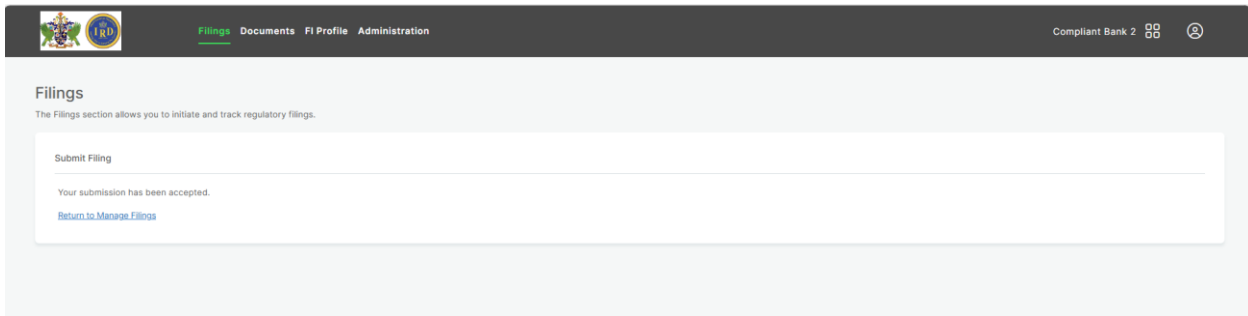 IRD
Filings Documents FI Profile Administration
Compliant Bank 2
Filings
The Filings section allows you to initiate and track regulatory filings.
Submit Filing
Your submission has been accepted.
Return to Manage Filings